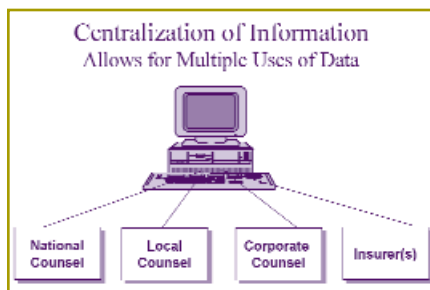 Centralization of Information
Allows for Multiple Uses of Data
National
Counsel
Local
Counsel
Corporate
Counsel
Insurer(s)